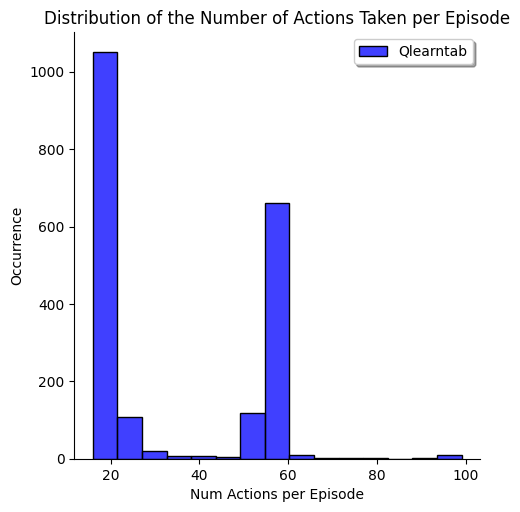 Distribution of the Number of Actions Taken per Episode
Qlearntab
1000
800
600
400
200
0
Occurrence
20 40 60 80 100
Num Actions per Episode